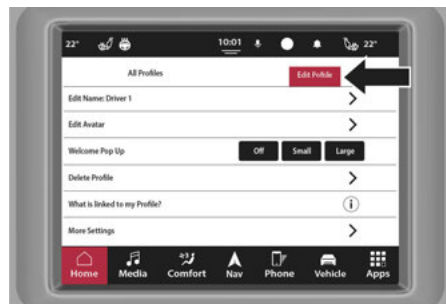 22° 10:01 22°
All Profiles Edit Profile
Edit Name: Driver 1
Edit Avatar
Welcome Pop Up Off Small Large
Delete Profile
What is linked to my Profile?
More Settings
Home Media Comfort Nav Phone Vehicle Apps